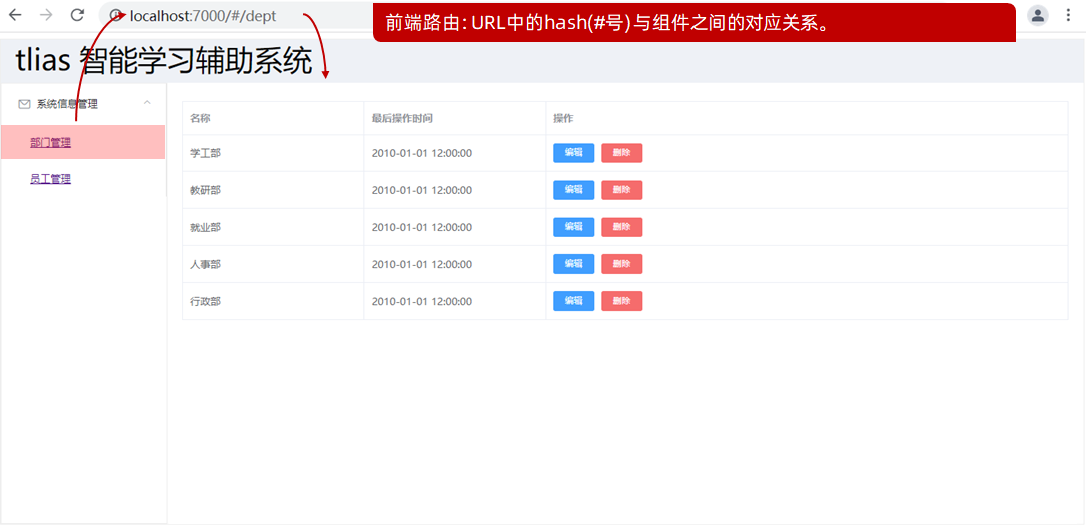 localhost:7000/#/dept
前端路由：URL中的hash(#号)与组件之间的对应关系。
tlias 智能学习辅助系统
系统信息管理
部门管理
员工管理
名称 最后操作时间 操作
学工部 2010-01-01 12:00:00 编辑 删除
教研部 2010-01-01 12:00:00 编辑 删除
就业部 2010-01-01 12:00:00 编辑 删除
人事部 2010-01-01 12:00:00 编辑 删除
行政部 2010-01-01 12:00:00 编辑 删除